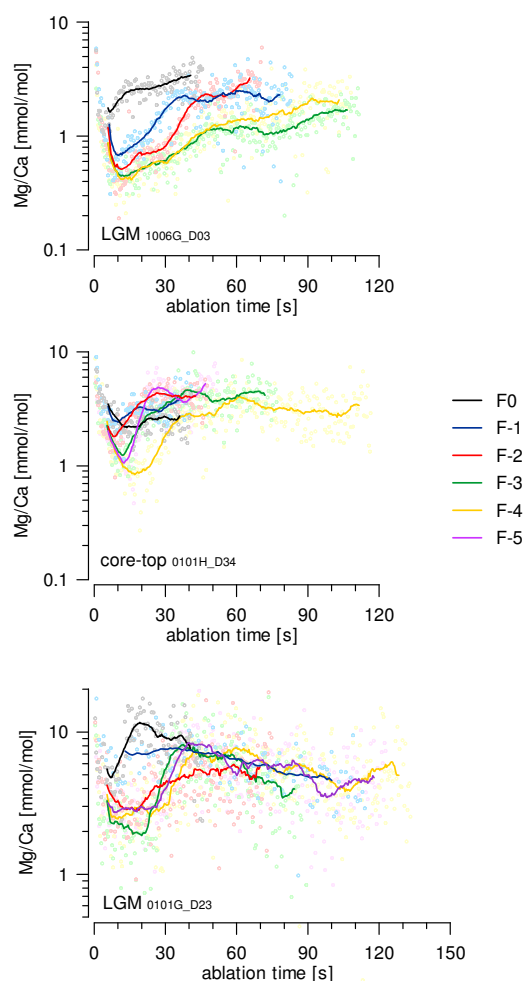 10
1
0.1
Mg/Ca [mmol/mol]
LGM 1006G_D03
0 30 60 90 120
ablation time [s]
10
1
0.1
Mg/Ca [mmol/mol]
core-top 0101H_D34
0 30 60 90 120
ablation time [s]
F0
F-1
F-2
F-3
F-4
F-5
10
1
Mg/Ca [mmol/mol]
LGM 0101G_D23
0 30 60 90 120 150
ablation time [s]